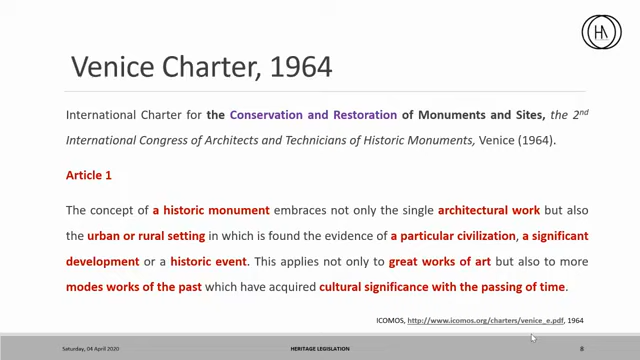 HA
Venice Charter, 1964
International Charter for the Conservation and Restoration of Monuments and Sites, the 2nd
International Congress of Architects and Technicians of Historic Monuments, Venice (1964).
Article 1
The concept of a historic monument embraces not only the single architectural work but also
the urban or rural setting in which is found the evidence of a particular civilization, a significant
development or a historic event. This applies not only to great works of art but also to more
modes works of the past which have acquired cultural significance with the passing of time.
ICOMOS, http://www.icomos.org/charters/venice_e.pdf, 1964
Saturday, 04 April 2020
HERITAGE LEGISLATION
8